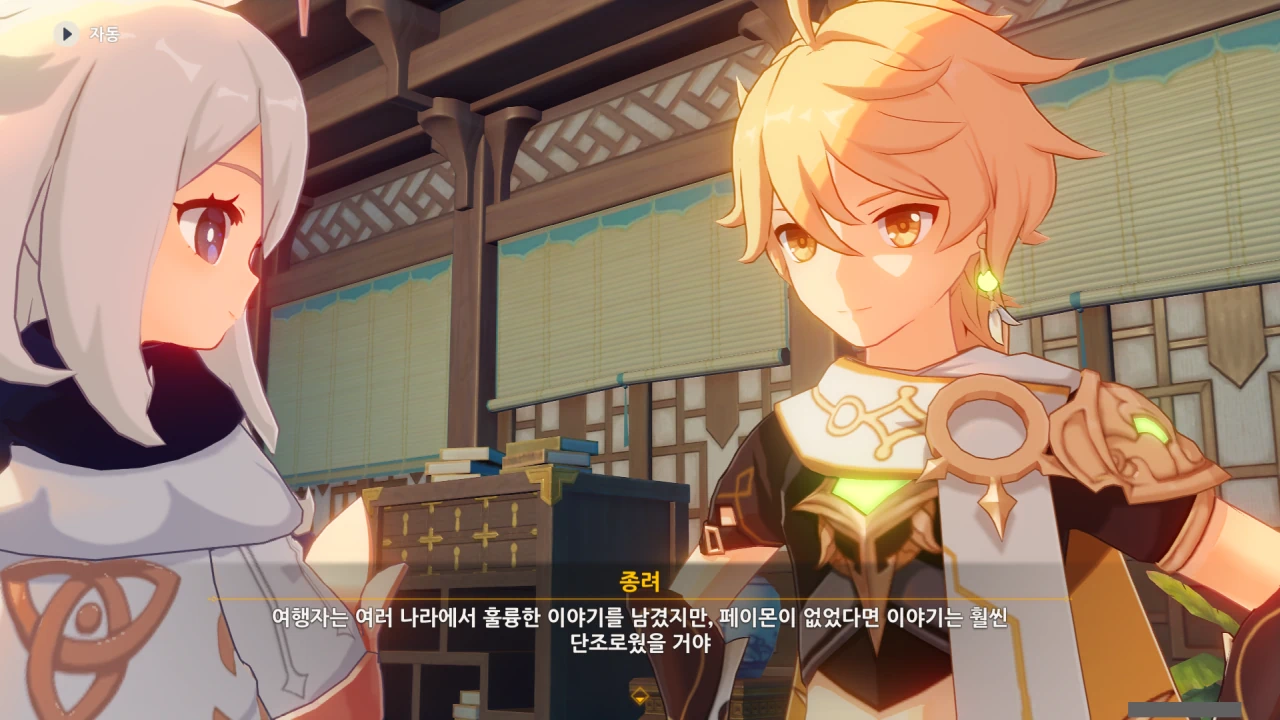 자동
종려
여행자는 여러 나라에서 훌륭한 이야기를 남겼지만, 페이몬이 없었다면 이야기는 훨씬
단조로웠을 거야